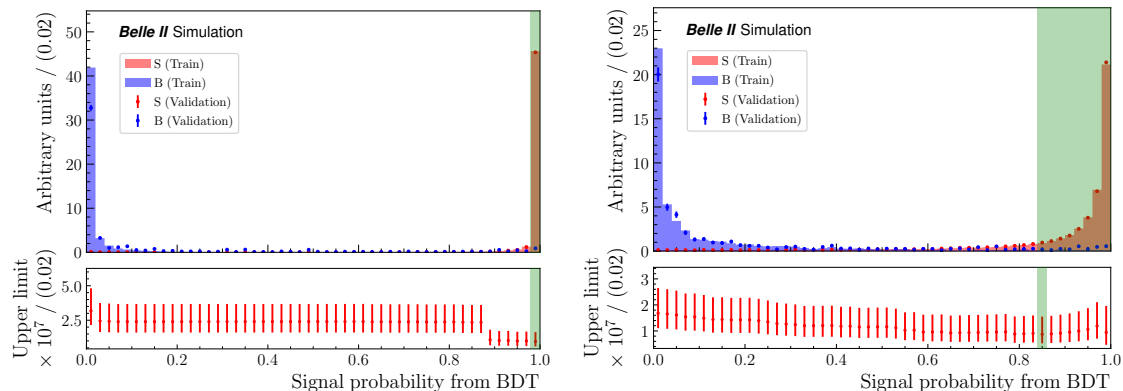 Belle II Simulation
S (Train)
B (Train)
S (Validation)
B (Validation)
Arbitrary units / (0.02)
50
40
30
20
10
0
Upper limit
× 10⁷ / (0.02)
5.0
2.5
0.0
0.2
0.4
0.6
0.8
1.0
Signal probability from BDT
Belle II Simulation
S (Train)
B (Train)
S (Validation)
B (Validation)
Arbitrary units / (0.02)
25
20
15
10
5
0
Upper limit
× 10⁷ / (0.02)
3
2
1
0.0
0.2
0.4
0.6
0.8
1.0
Signal probability from BDT